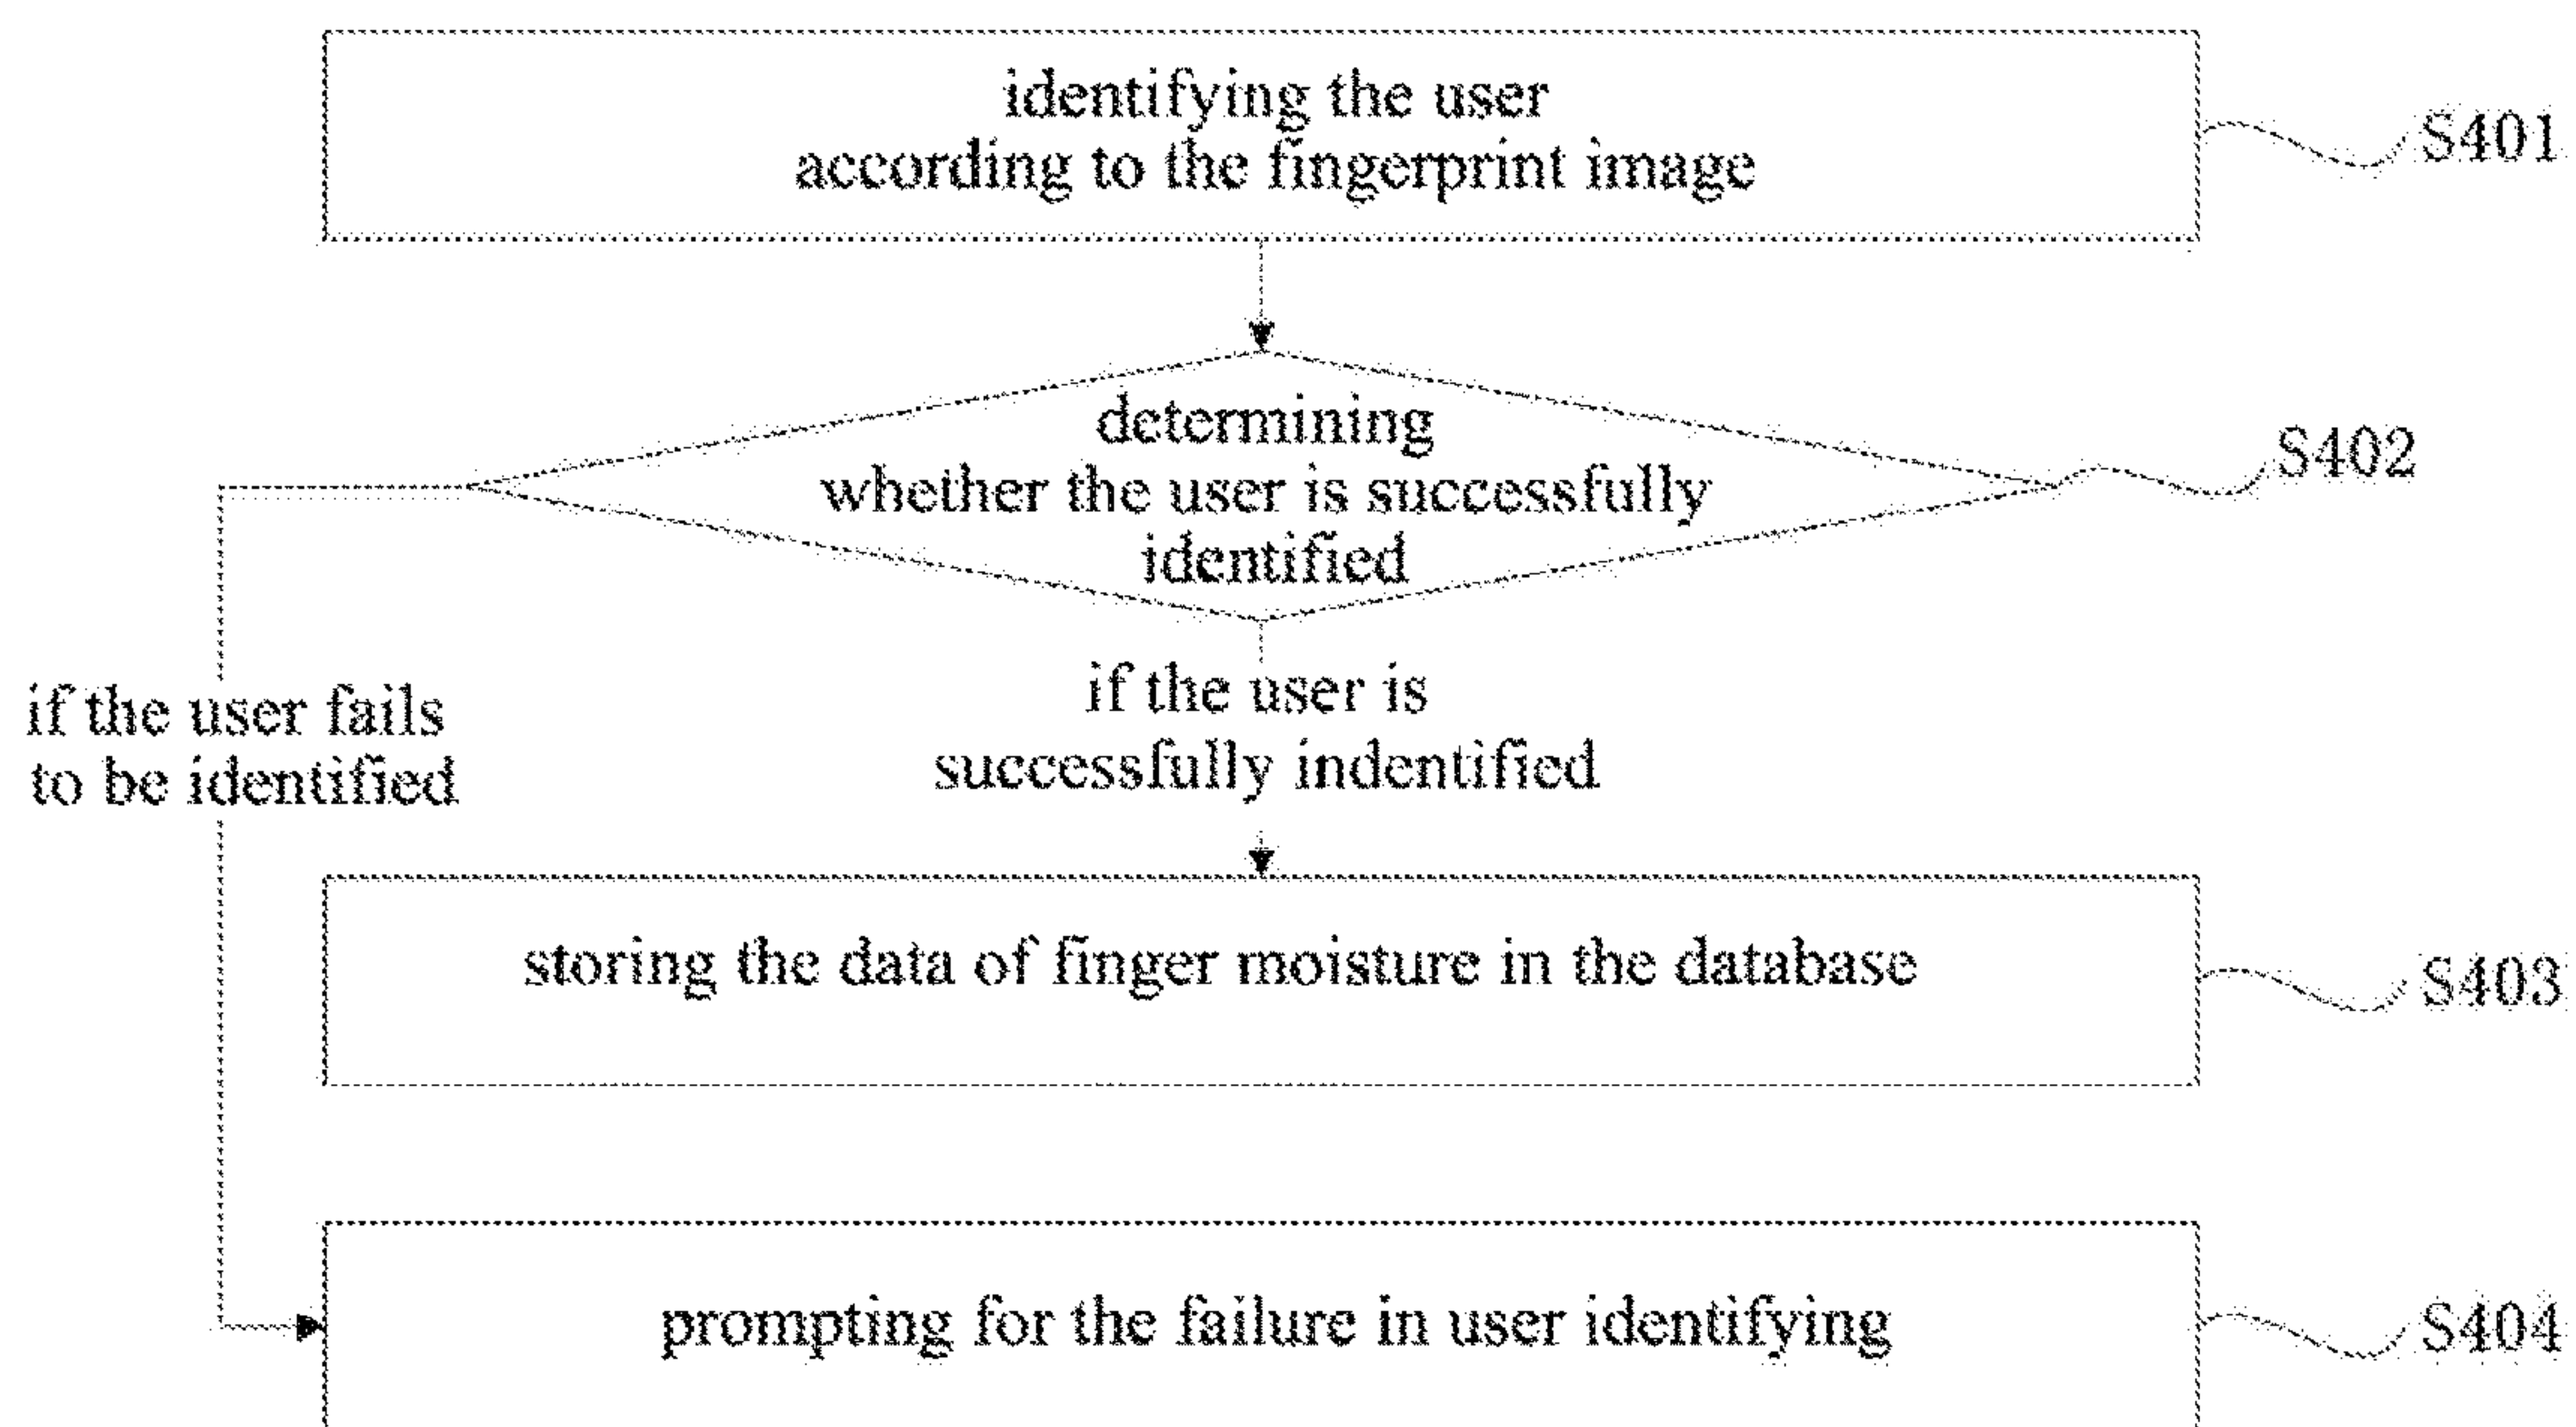 identifying the user
according to the fingerprint image
S401
determining
whether the user is successfully
identified
S402
if the user fails
to be identified
if the user is
successfully indentified
storing the data of finger moisture in the database
S403
prompting for the failure in user identifying
S404